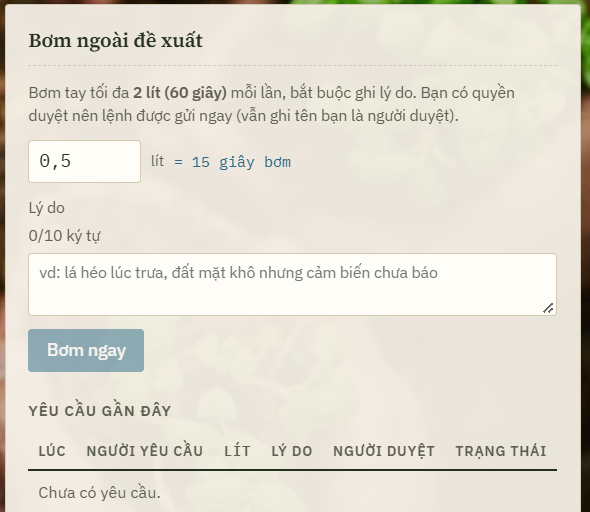 Bơm ngoài đề xuất
Bơm tay tối đa 2 lít (60 giây) mỗi lần, bắt buộc ghi lý do. Bạn có quyền
duyệt nên lệnh được gửi ngay (vẫn ghi tên bạn là người duyệt).
0,5 lít = 15 giây bơm
Lý do
0/10 ký tự
vd: lá héo lúc trưa, đất mặt khô nhưng cảm biến chưa báo
Bơm ngay
YÊU CẦU GẦN ĐÂY
LÚC NGƯỜI YÊU CẦU LÍT LÝ DO NGƯỜI DUYỆT TRẠNG THÁI
Chưa có yêu cầu.